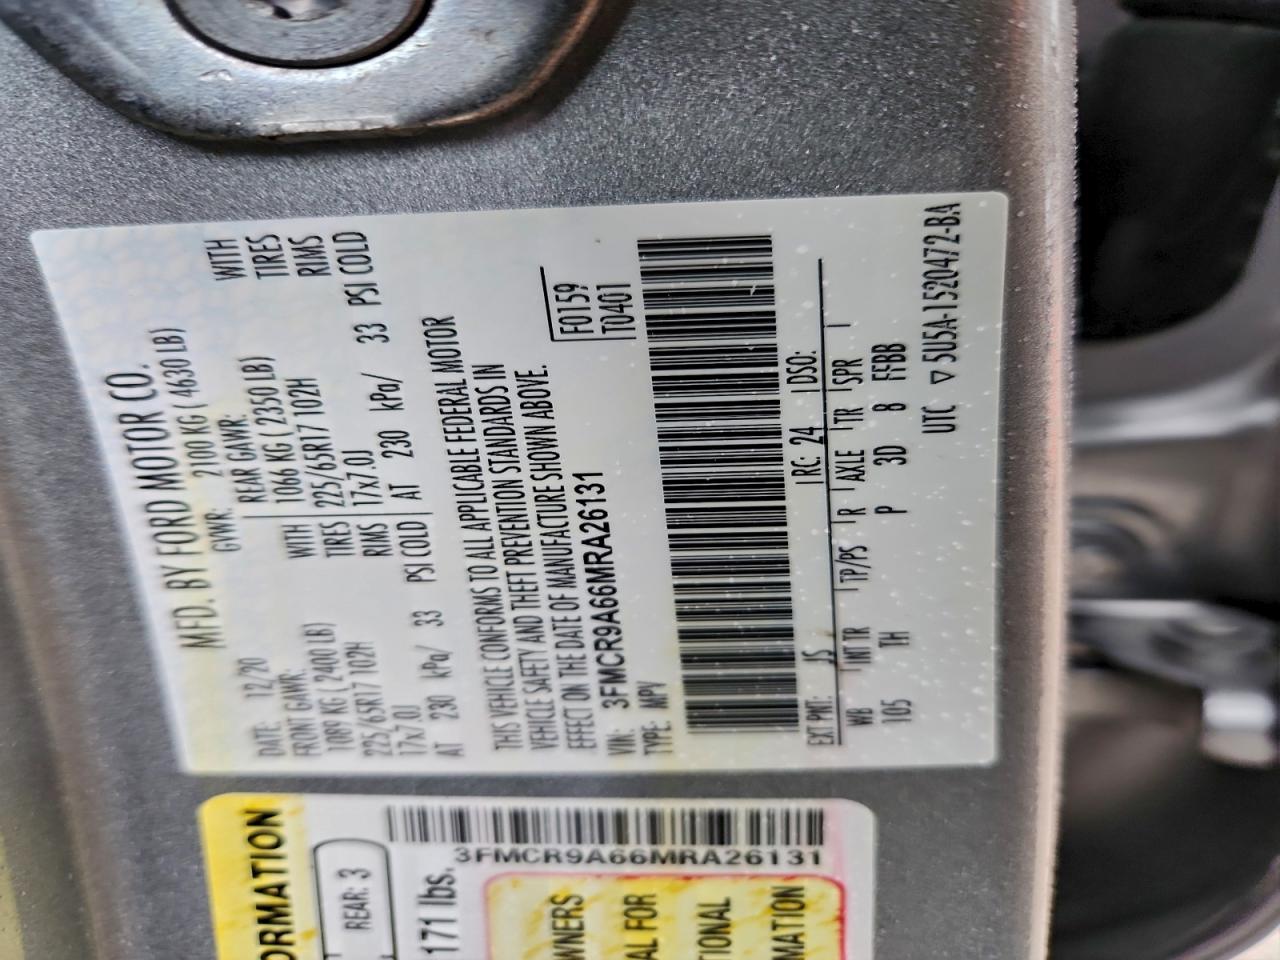 MFD. BY FORD MOTOR CO.
DATE: 12/20 GVWR: 2100 KG ( 4630 LB)
FRONT GAWR: REAR GAWR:
1089 KG ( 2400 LB) WITH 1066 KG ( 2350 LB) WITH
225/65R17 102H TIRES 225/65R17 102H TIRES
17x7.0J RIMS 17x7.0J RIMS
AT 230 kPa/ 33 PSI COLD AT 230 kPa/ 33 PSI COLD
THIS VEHICLE CONFORMS TO ALL APPLICABLE FEDERAL MOTOR
VEHICLE SAFETY AND THEFT PREVENTION STANDARDS IN
EFFECT ON THE DATE OF MANUFACTURE SHOWN ABOVE.
VIN: 3FMCR9A66MRA26131
TYPE: MPV
F0159
T0401
EXT PNT: JS RC: 24 DSO:
WB INT TR TP/PS R AXLE TR SPR
105 TH P 3D 8 FFBB
UTC ▽ 5U5A-1520472-BA
ORMATION
REAR: 3
171 lbs.
3FMCR9A66MRA26131
WNERS
AL FOR
TIONAL
MATION